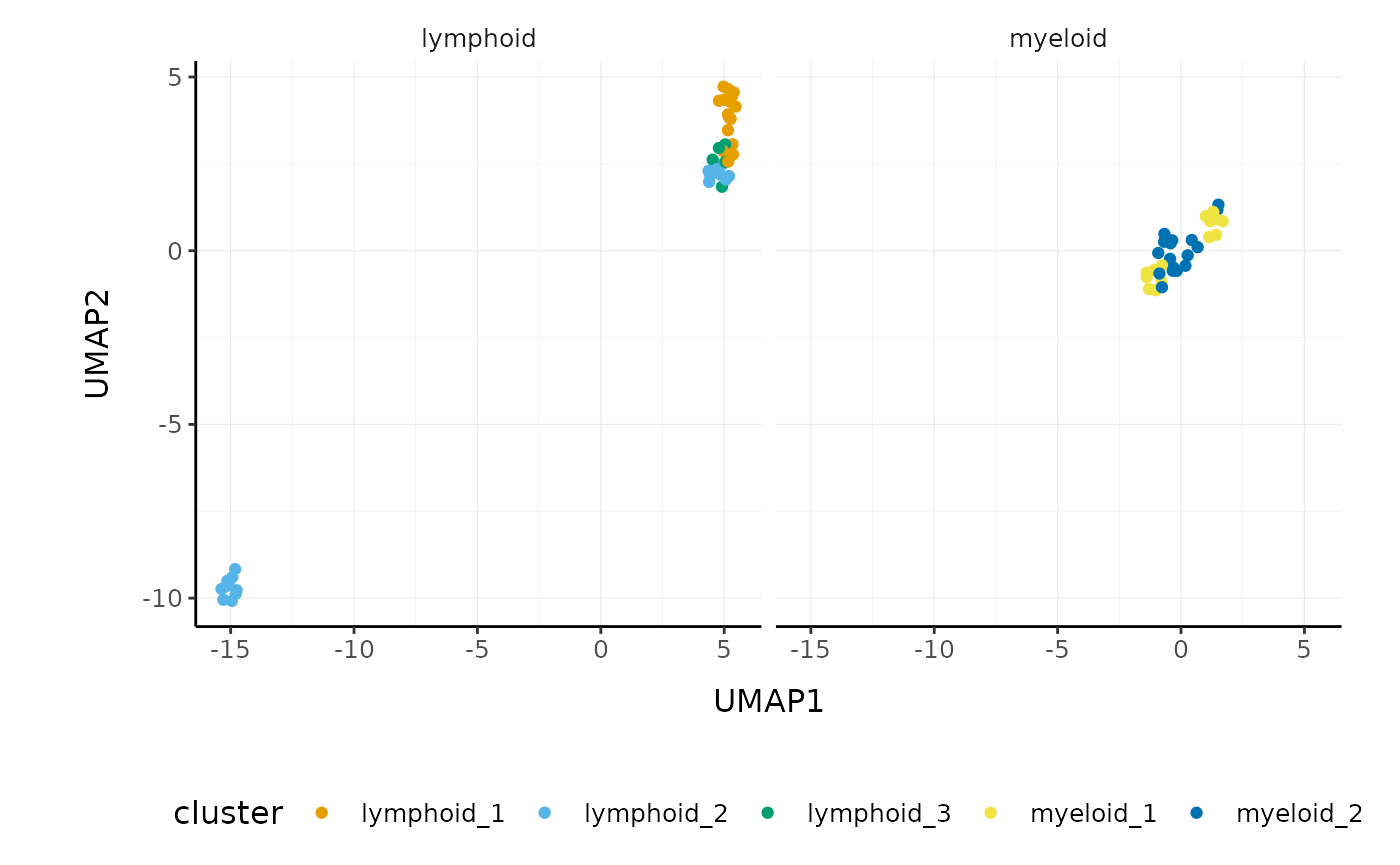 lymphoid myeloid
5
0
-5
-10
-15 -10 -5 0 5 -15 -10 -5 0 5
UMAP2
UMAP1
cluster lymphoid_1 lymphoid_2 lymphoid_3 myeloid_1 myeloid_2